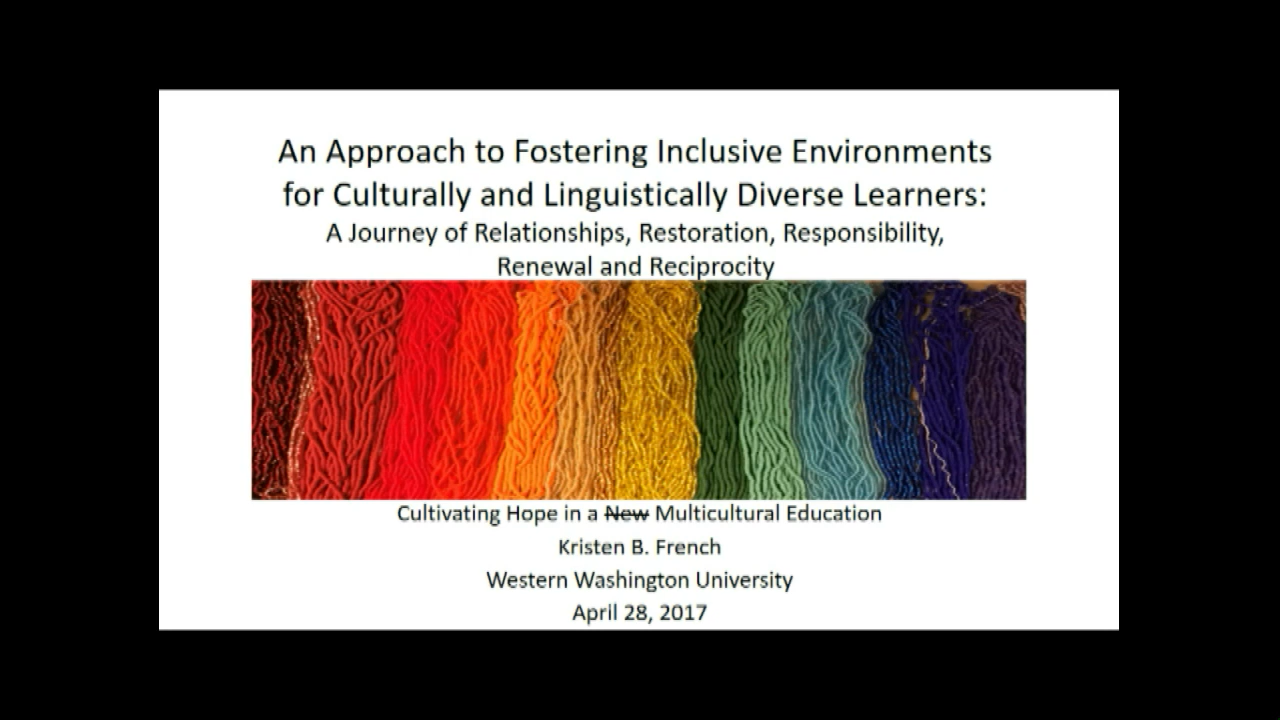 An Approach to Fostering Inclusive Environments
for Culturally and Linguistically Diverse Learners:
A Journey of Relationships, Restoration, Responsibility,
Renewal and Reciprocity
Cultivating Hope in a New Multicultural Education
Kristen B. French
Western Washington University
April 28, 2017